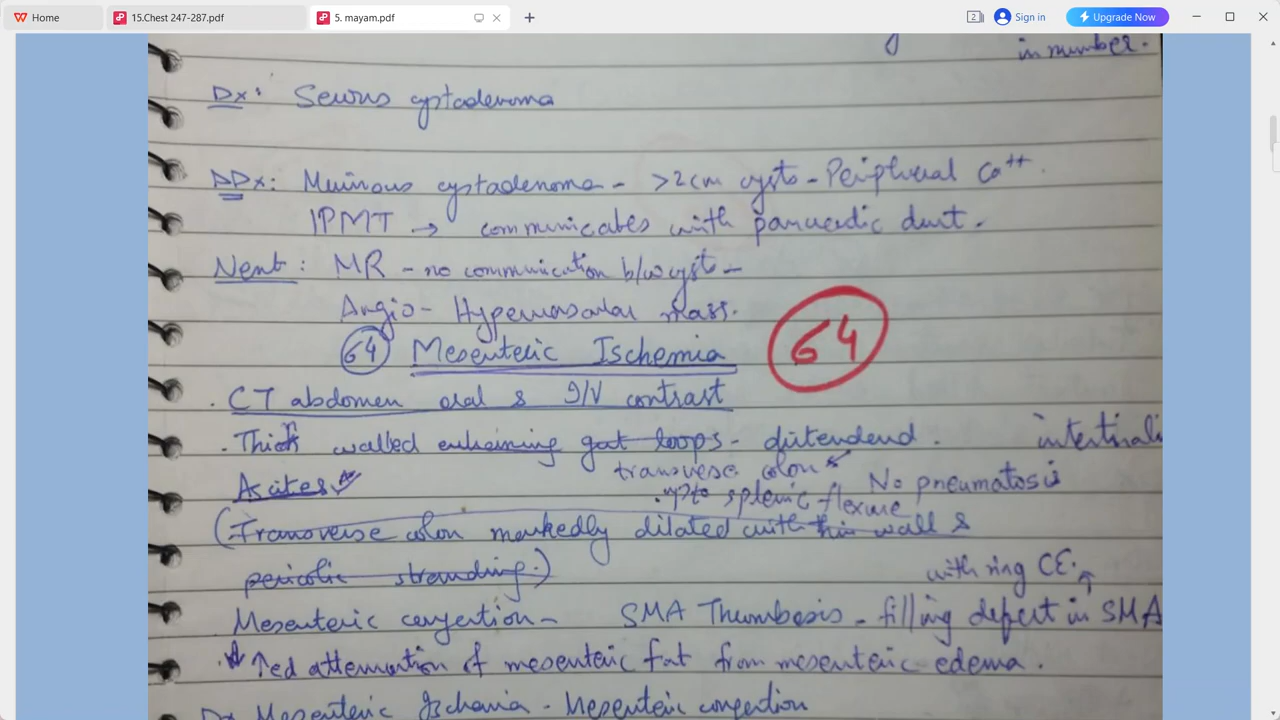 Home
15.Chest 247-287.pdf
5. mayam.pdf
Sign in
Upgrade Now
in number.
Dx: Serous cystadenoma
DDx: Mucinous cystadenoma - >2cm cysts - Peripheral Ca++.
IPMT → communicates with pancreatic duct.
Next: MR - no communication b/w cyst -
Angio - Hypervascular mass.
64 Mesenteric Ischemia 64
. CT abdomen oral & I/V contrast
. Thick walled enhancing gut loops - distended . intestinal
transverse colon
Ascites
upto splenic flexure No pneumatosis
(Transverse colon markedly dilated with thin wall &
pericolic stranding.)
with ring CE.
Mesenteric congestion - SMA Thrombosis - filling defect in SMA
↑ed attenuation of mesenteric fat from mesenteric edema.
Dx Mesenteric Ischemia - Mesenteric congestion